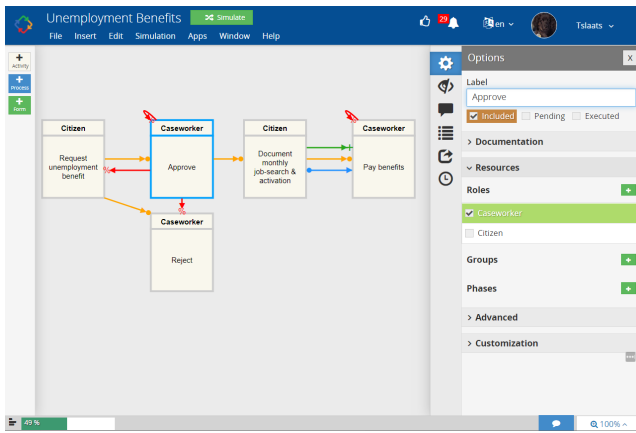 Unemployment Benefits
Simulate
29
en
Tslaats
File Insert Edit Simulation Apps Window Help
Activity
Process
Form
Options
X
Label
Approve
Included Pending Executed
> Documentation
Resources
Roles
Caseworker
Citizen
Groups
Phases
> Advanced
> Customization
Citizen
Request
unemployment
benefit
Caseworker
Approve
Citizen
Document
monthly
job-search &
activation
Caseworker
Pay benefits
Caseworker
Reject
%
%
%
%
+
49 %
100%